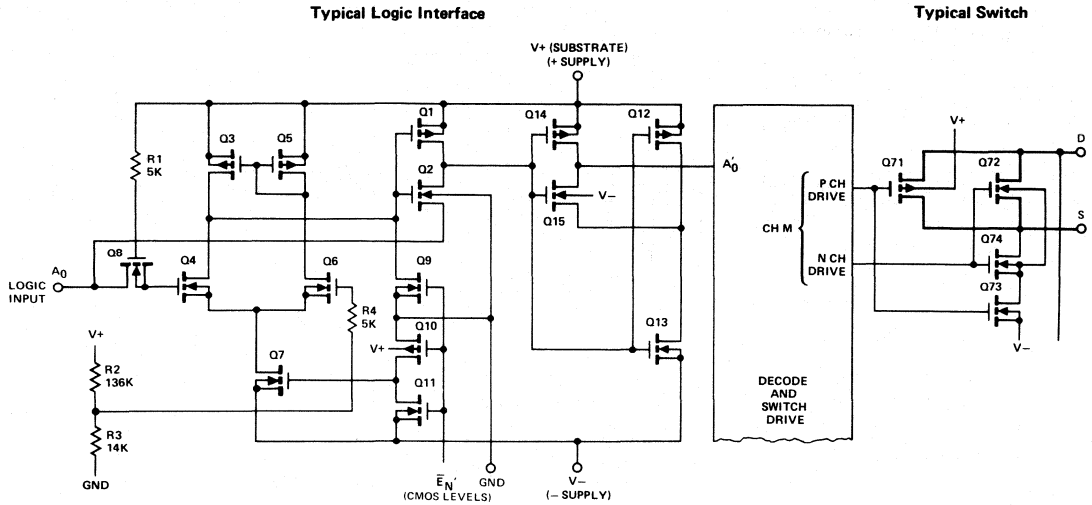 Typical Logic Interface
Typical Switch
V+ (SUBSTRATE)
(+ SUPPLY)
Q1
Q14
Q12
Q3
Q5
R1
5K
Q2
V–
Q15
A₀′
V+
D
Q71
Q72
P CH
DRIVE
CH M
S
Q74
N CH
DRIVE
Q73
V–
Q8
A₀
LOGIC
INPUT
Q4
Q6
Q9
R4
5K
V+
Q10
V+
Q13
R2
136K
Q7
Q11
DECODE
AND
SWITCH
DRIVE
R3
14K
GND
E̅N′
(CMOS LEVELS)
GND
V–
(– SUPPLY)